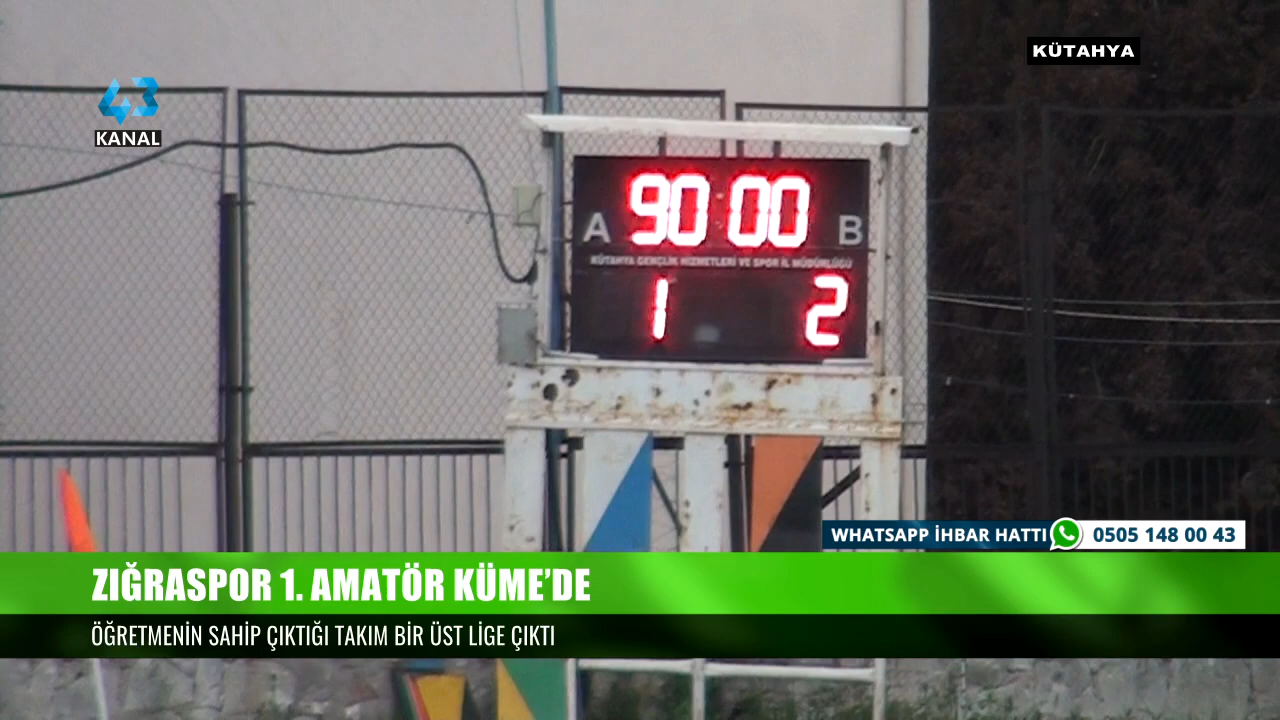 KÜTAHYA
43
KANAL
90:00
A B
KÜTAHYA GENÇLİK HİZMETLERİ VE SPOR İL MÜDÜRLÜĞÜ
1 2
WHATSAPP İHBAR HATTI 0505 148 00 43
ZIĞRASPOR 1. AMATÖR KÜME’DE
ÖĞRETMENİN SAHİP ÇIKTIĞI TAKIM BİR ÜST LİGE ÇIKTI